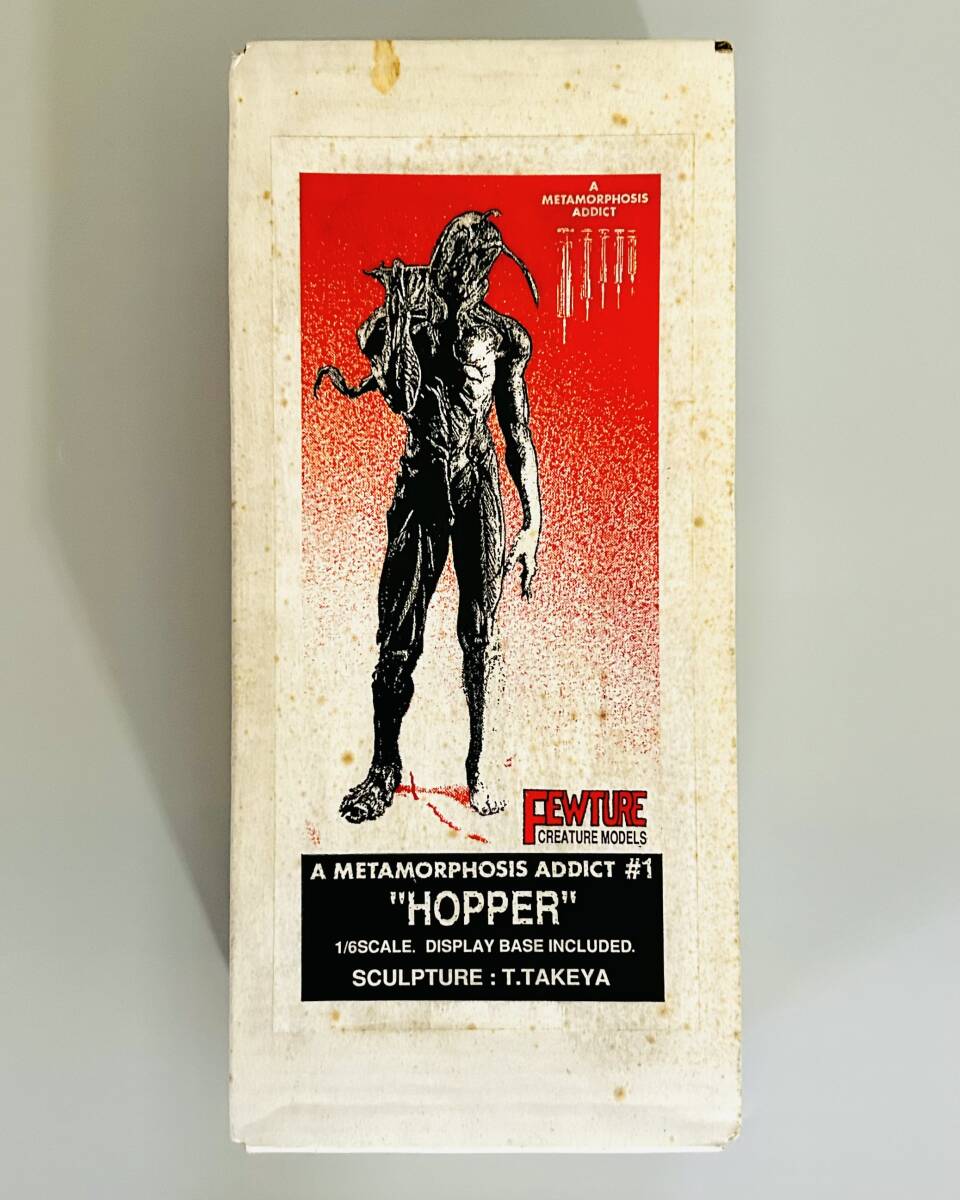 A
METAMORPHOSIS
ADDICT
FEWTURE
CREATURE MODELS
A METAMORPHOSIS ADDICT #1
"HOPPER"
1/6SCALE. DISPLAY BASE INCLUDED.
SCULPTURE : T.TAKEYA